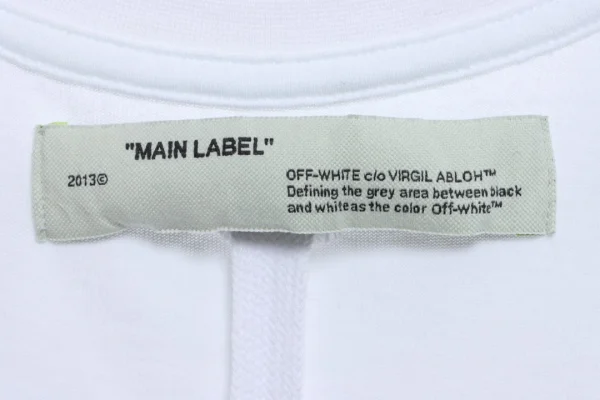 "MAIN LABEL"
2013©
OFF-WHITE c/o VIRGIL ABLOH™
Defining the grey area between black
and whiteas the color Off-White™